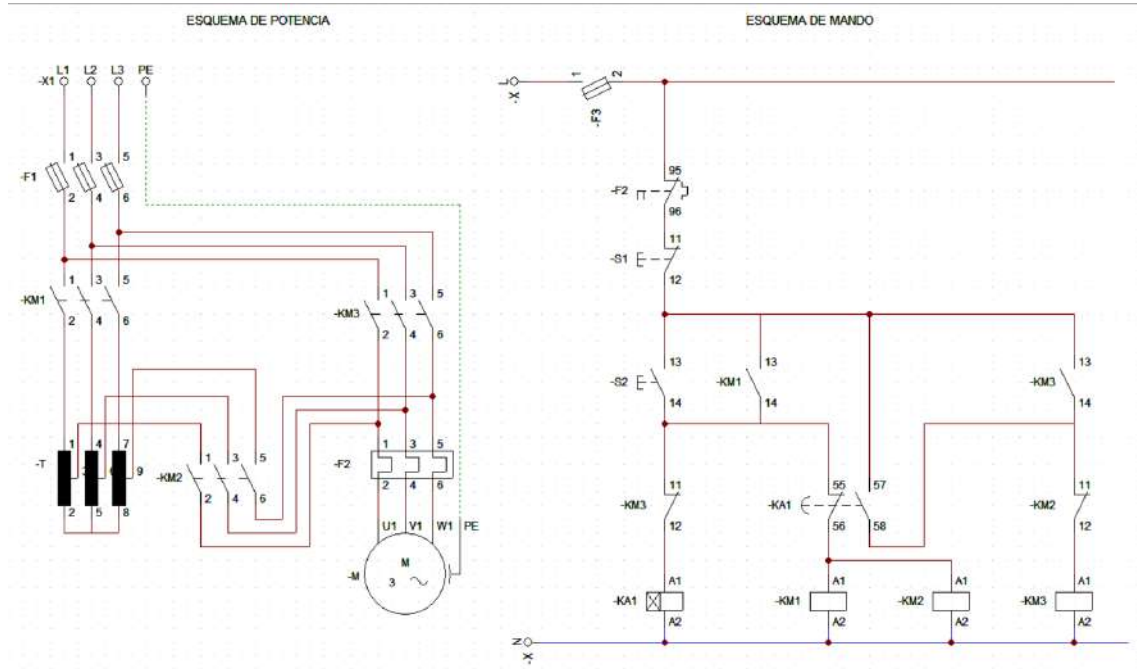 ESQUEMA DE POTENCIA
ESQUEMA DE MANDO
-X1 L1 L2 L3 PE
-F1 1 3 5
2 4 6
-KM1 1 3 5
2 4 6
-KM3 1 3 5
2 4 6
-T 1 4 7
9
2 5 8
-KM2 1 3 5
2 4 6
-F2 1 3 5
2 4 6
U1 V1 W1 PE
-M M
3
-X L
1 2
-F3
95
-F2
96
11
-S1
12
13
-S2
14
13
-KM1
14
13
-KM3
14
11
-KM3
12
55 57
-KA1
56 58
11
-KM2
12
A1 A1 A1 A1
-KA1 -KM1 -KM2 -KM3
A2 A2 A2 A2
-X N